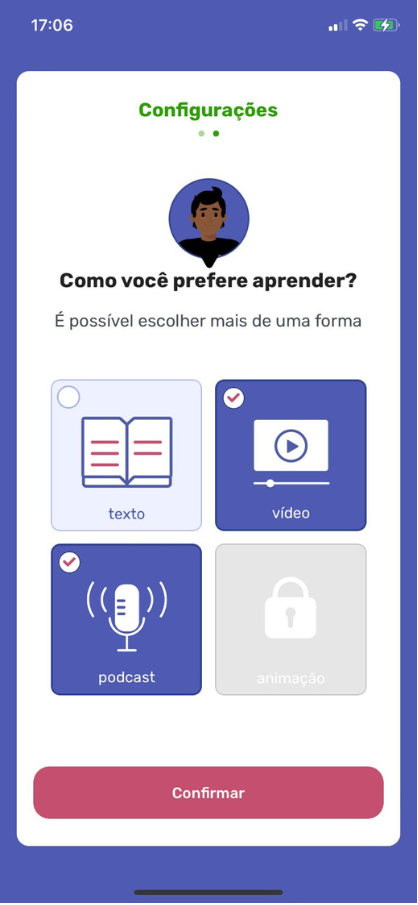 17:06
Configurações
Como você prefere aprender?
É possível escolher mais de uma forma
texto
vídeo
podcast
animação
Confirmar